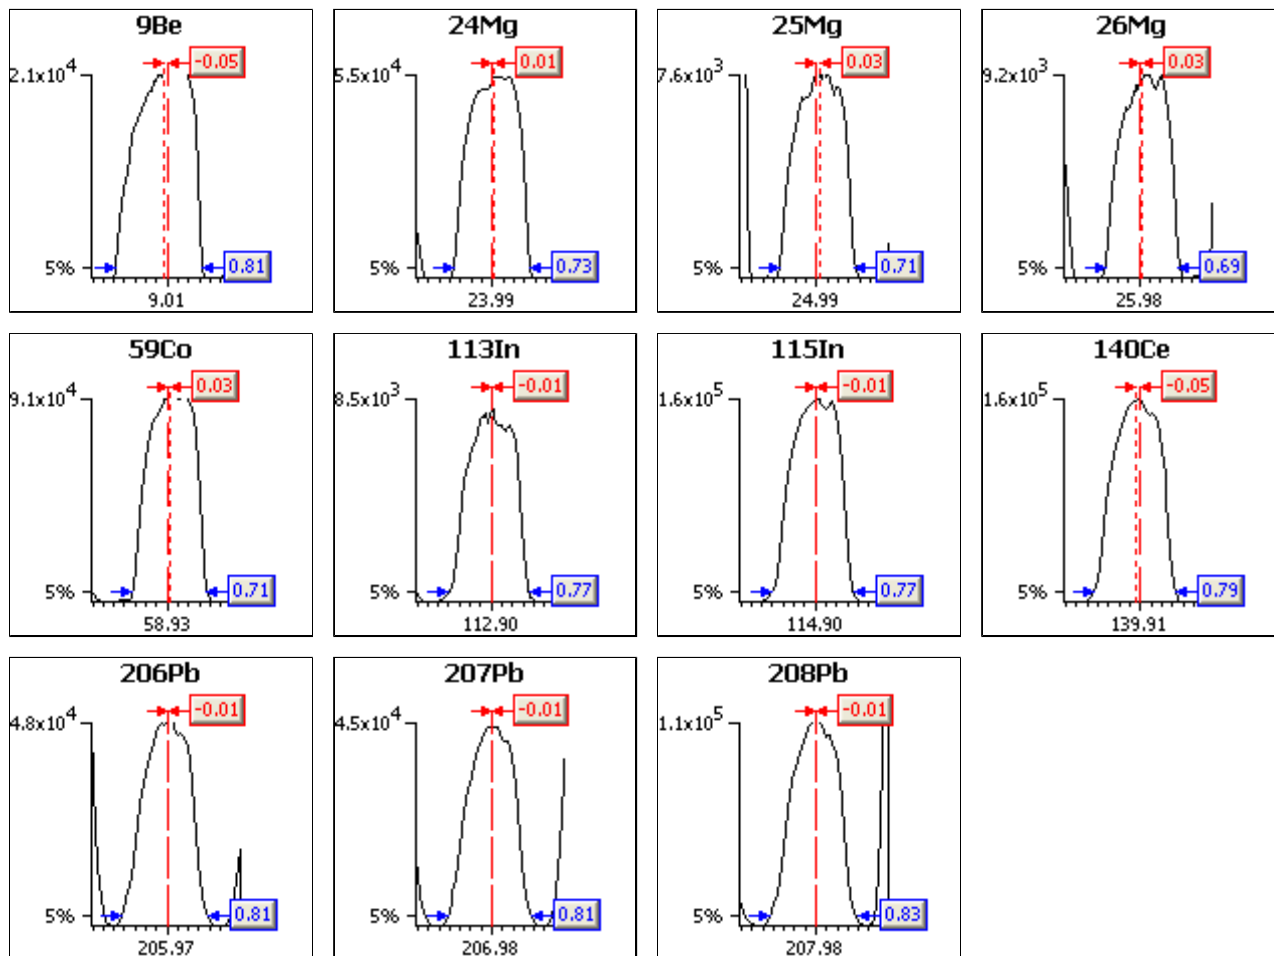 9Be
-0.05
2.1x10⁴
5%
0.81
9.01
24Mg
0.01
5.5x10⁴
5%
0.73
23.99
25Mg
0.03
7.6x10³
5%
0.71
24.99
26Mg
0.03
9.2x10³
5%
0.69
25.98
59Co
0.03
9.1x10⁴
5%
0.71
58.93
113In
-0.01
8.5x10³
5%
0.77
112.90
115In
-0.01
1.6x10⁵
5%
0.77
114.90
140Ce
-0.05
1.6x10⁵
5%
0.79
139.91
206Pb
-0.01
4.8x10⁴
5%
0.81
205.97
207Pb
-0.01
4.5x10⁴
5%
0.81
206.98
208Pb
-0.01
1.1x10⁵
5%
0.83
207.98